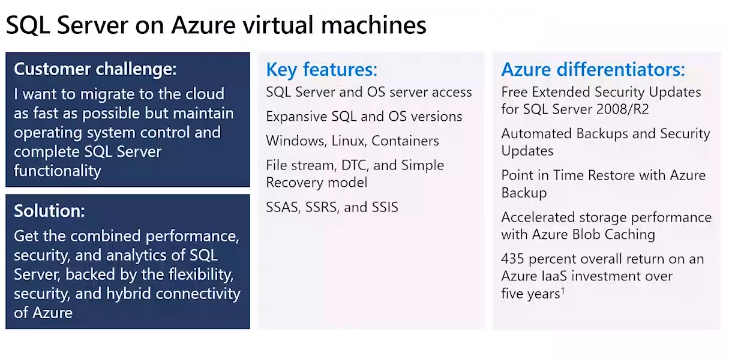 SQL Server on Azure virtual machines
Customer challenge:
I want to migrate to the cloud
as fast as possible but maintain
operating system control and
complete SQL Server
functionality
Solution:
Get the combined performance,
security, and analytics of SQL
Server, backed by the flexibility,
security, and hybrid connectivity
of Azure
Key features:
SQL Server and OS server access
Expansive SQL and OS versions
Windows, Linux, Containers
File stream, DTC, and Simple
Recovery model
SSAS, SSRS, and SSIS
Azure differentiators:
Free Extended Security Updates
for SQL Server 2008/R2
Automated Backups and Security
Updates
Point in Time Restore with Azure
Backup
Accelerated storage performance
with Azure Blob Caching
435 percent overall return on an
Azure IaaS investment over
five years¹